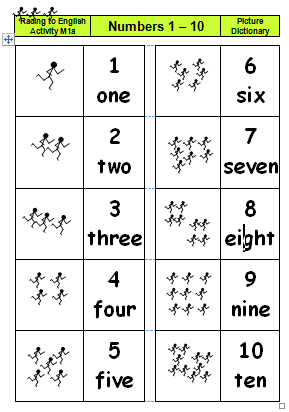 Racing to English
Activity M1a
Numbers 1 – 10
Picture
Dictionary
1
one
6
six
2
two
7
seven
3
three
8
eight
4
four
9
nine
5
five
10
ten